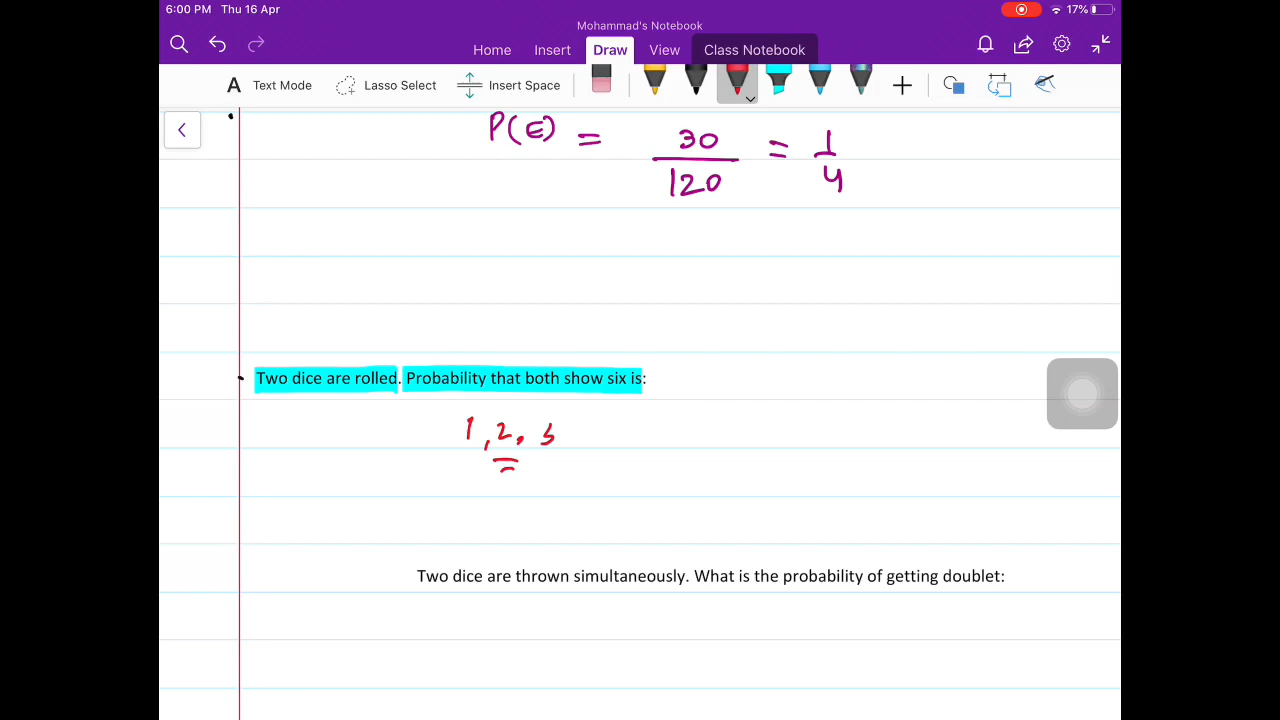 6:00 PM Thu 16 Apr 17%
Mohammad's Notebook
Home Insert Draw View Class Notebook
A Text Mode Lasso Select Insert Space
P(E) = 30/120 = 1/4
Two dice are rolled. Probability that both show six is:
1, 2, 3
Two dice are thrown simultaneously. What is the probability of getting doublet: